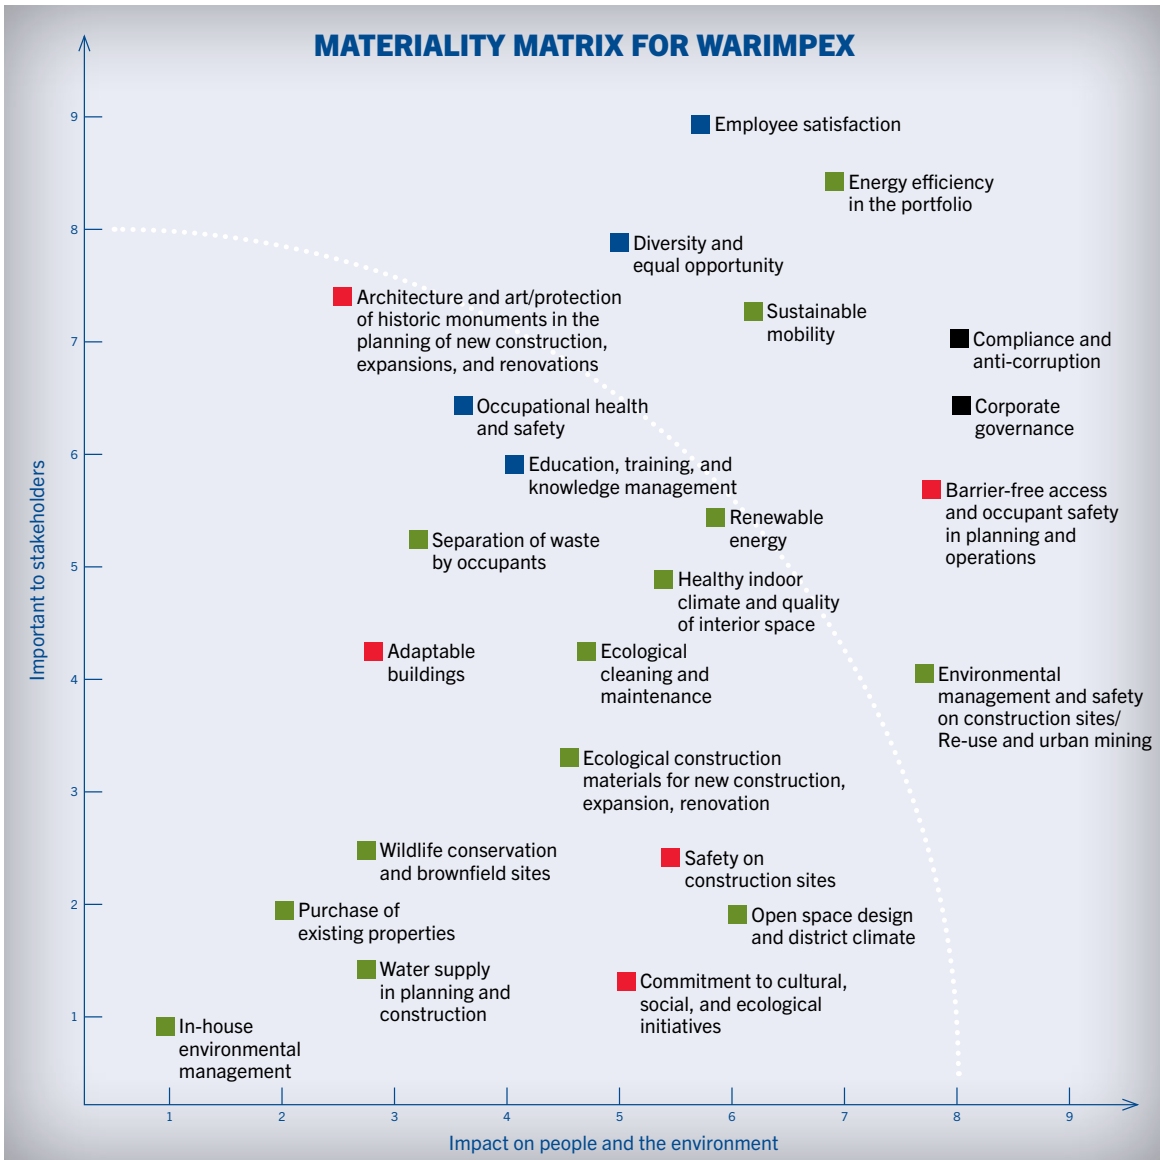 MATERIALITY MATRIX FOR WARIMPEX
Important to stakeholders
9
8
7
6
5
4
3
2
1
Employee satisfaction
Energy efficiency
in the portfolio
Diversity and
equal opportunity
Architecture and art/protection
of historic monuments in the
planning of new construction,
expansions, and renovations
Sustainable
mobility
Compliance and
anti-corruption
Occupational health
and safety
Corporate
governance
Education, training, and
knowledge management
Barrier-free access
and occupant safety
in planning and
operations
Renewable
energy
Separation of waste
by occupants
Healthy indoor
climate and quality
of interior space
Adaptable
buildings
Ecological
cleaning and
maintenance
Environmental
management and safety
on construction sites/
Re-use and urban mining
Ecological construction
materials for new construction,
expansion, renovation
Wildlife conservation
and brownfield sites
Safety on
construction sites
Purchase of
existing properties
Open space design
and district climate
Water supply
in planning and
construction
Commitment to cultural,
social, and ecological
initiatives
In-house
environmental
management
1 2 3 4 5 6 7 8 9
Impact on people and the environment